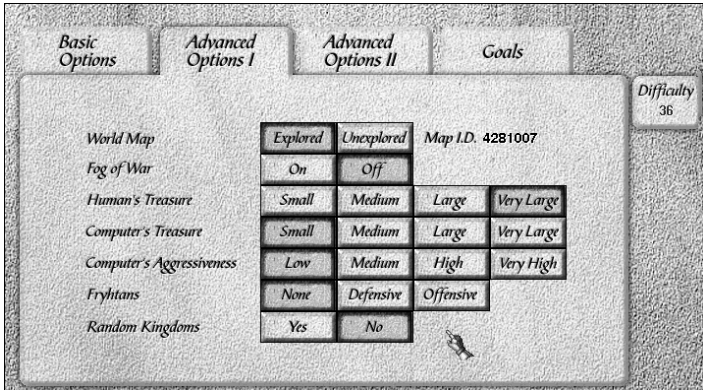 Basic Options
Advanced Options I
Advanced Options II
Goals
Difficulty
36
World Map Explored Unexplored Map I.D. 4281007
Fog of War On Off
Human's Treasure Small Medium Large Very Large
Computer's Treasure Small Medium Large Very Large
Computer's Aggressiveness Low Medium High Very High
Fryhtans None Defensive Offensive
Random Kingdoms Yes No